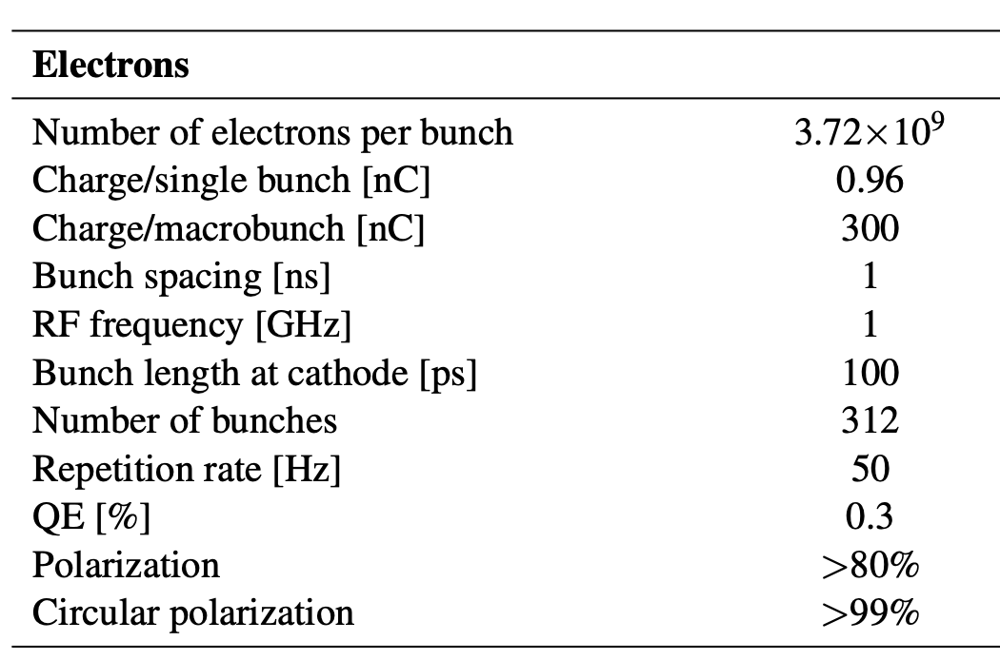 Electrons
Number of electrons per bunch 3.72×10⁹
Charge/single bunch [nC] 0.96
Charge/macrobunch [nC] 300
Bunch spacing [ns] 1
RF frequency [GHz] 1
Bunch length at cathode [ps] 100
Number of bunches 312
Repetition rate [Hz] 50
QE [%] 0.3
Polarization >80%
Circular polarization >99%